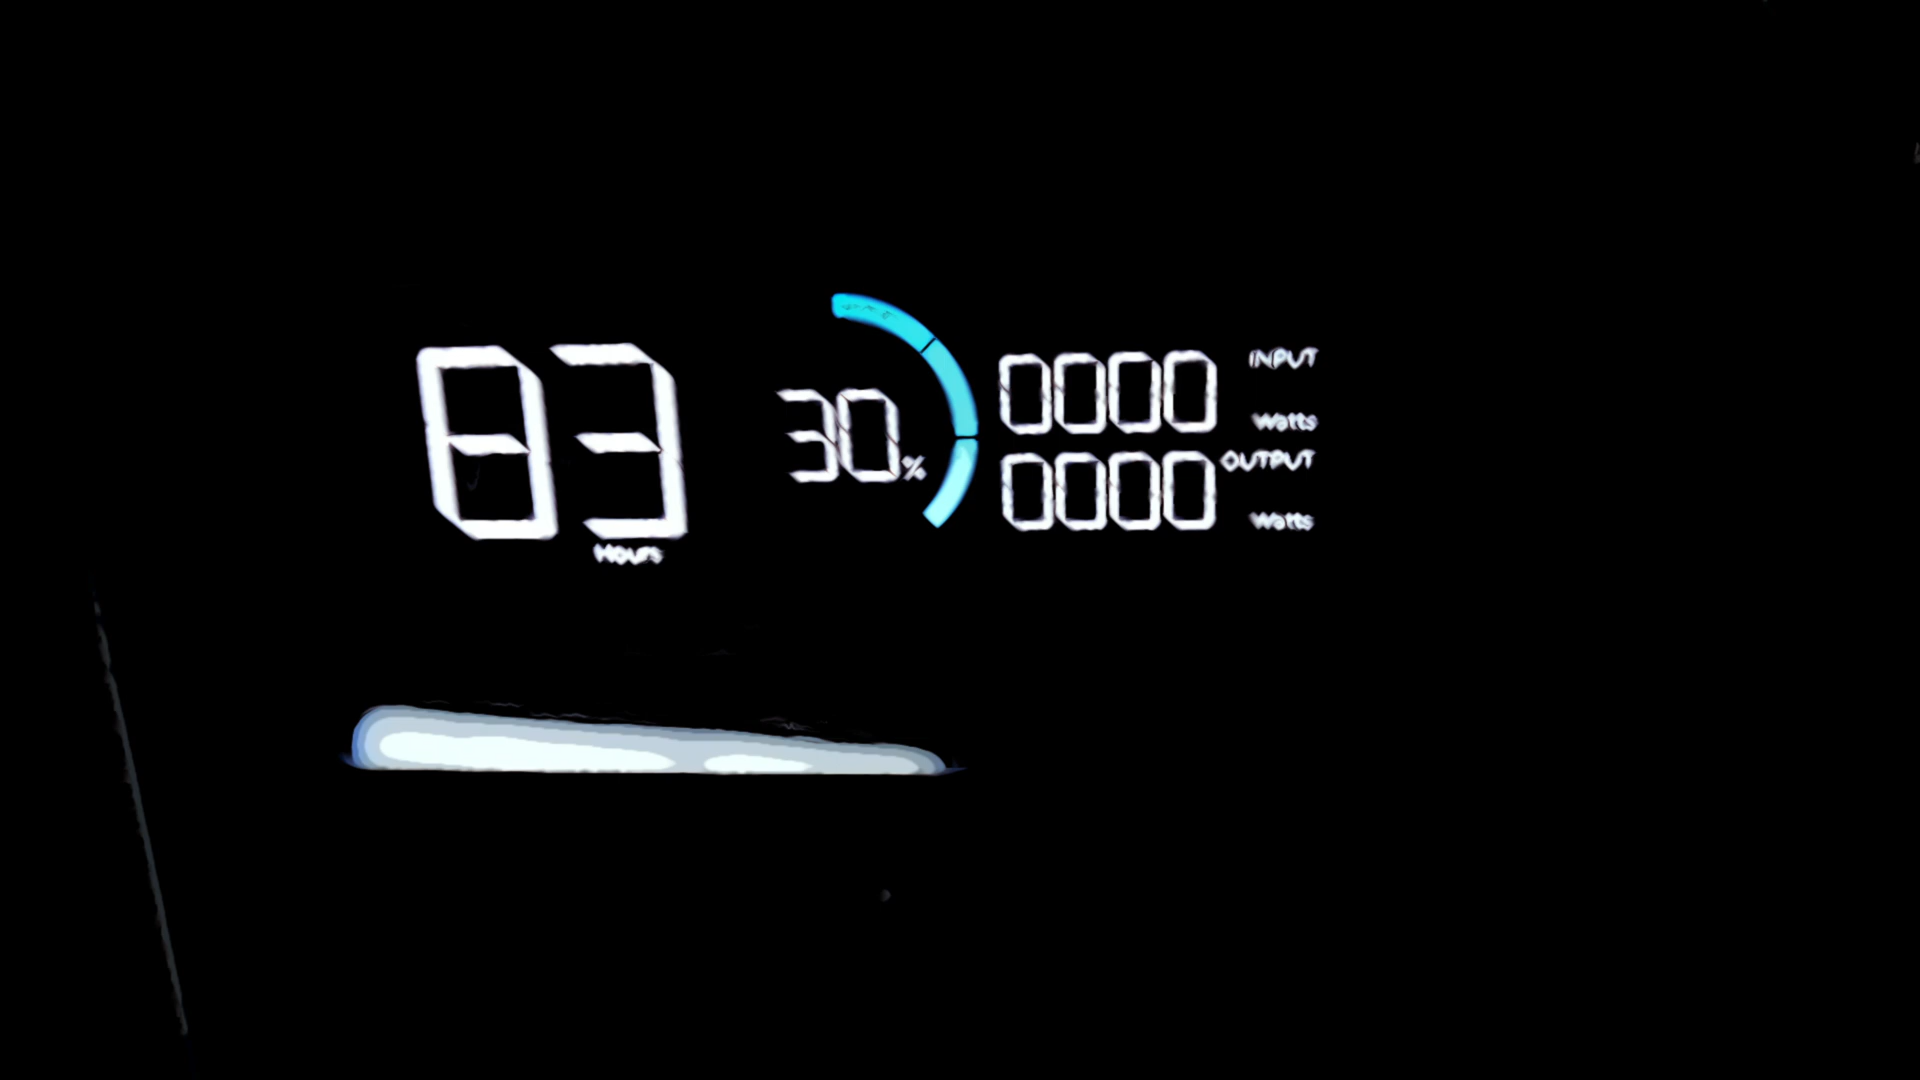 83
Hours
30%
0000 INPUT
Watts
0000 OUTPUT
Watts